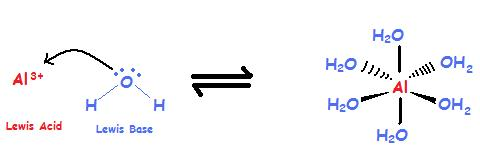 Al³⁺
O
H H
Lewis Acid
Lewis Base
H₂O
H₂O OH₂
Al
H₂O OH₂
H₂O